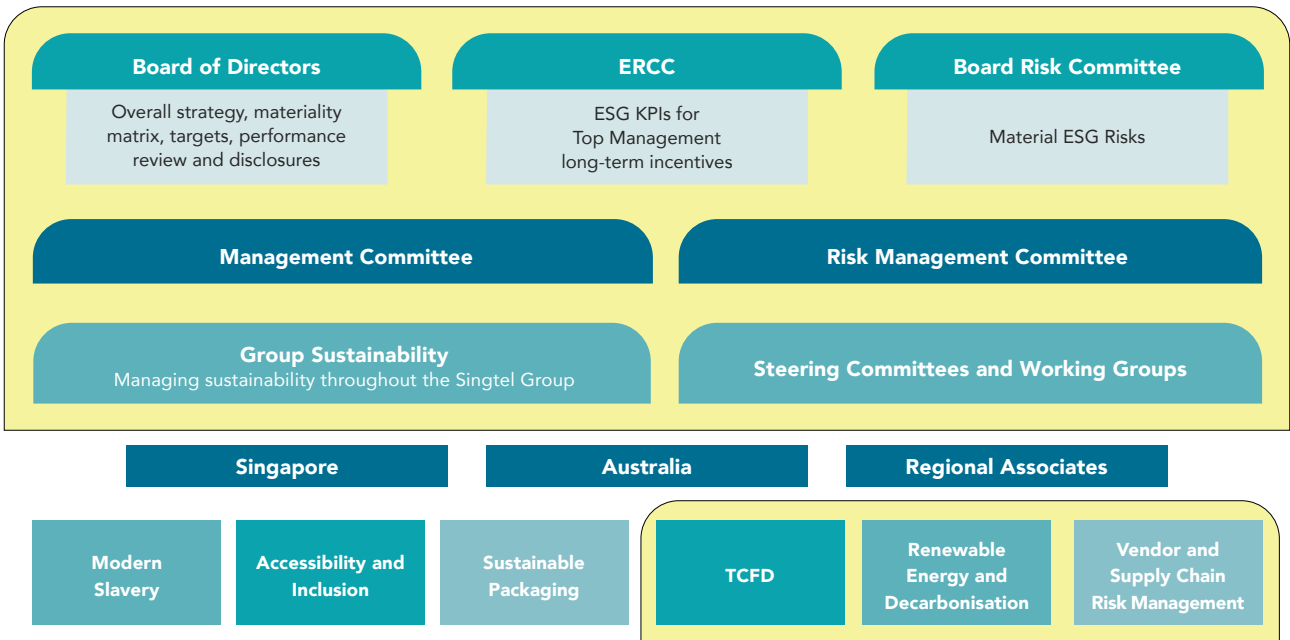 Board of Directors
Overall strategy, materiality
matrix, targets, performance
review and disclosures
ERCC
ESG KPIs for
Top Management
long-term incentives
Board Risk Committee
Material ESG Risks
Management Committee
Risk Management Committee
Group Sustainability
Managing sustainability throughout the Singtel Group
Steering Committees and Working Groups
Singapore
Australia
Regional Associates
Modern
Slavery
Accessibility and
Inclusion
Sustainable
Packaging
TCFD
Renewable
Energy and
Decarbonisation
Vendor and
Supply Chain
Risk Management